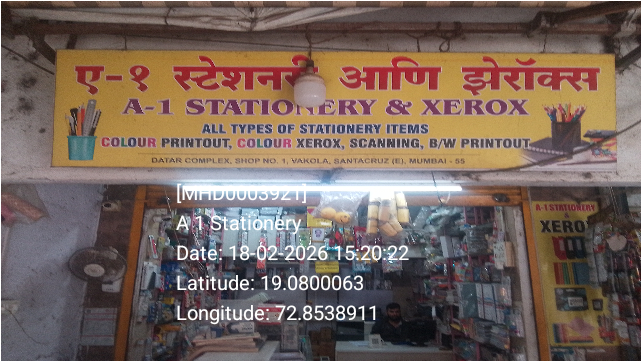 ए-१ स्टेशनरी आणि झेरॉक्स
A-1 STATIONERY & XEROX
ALL TYPES OF STATIONERY ITEMS
COLOUR PRINTOUT, COLOUR XEROX, SCANNING, B/W PRINTOUT
DATAR COMPLEX, SHOP NO. 1, VAKOLA, SANTACRUZ (E), MUMBAI - 55
[MHD0003921]
A 1 Stationery
Date: 18-02-2026 15:20:22
Latitude: 19.0800063
Longitude: 72.8538911
A-1 STATIONERY
&
XERO